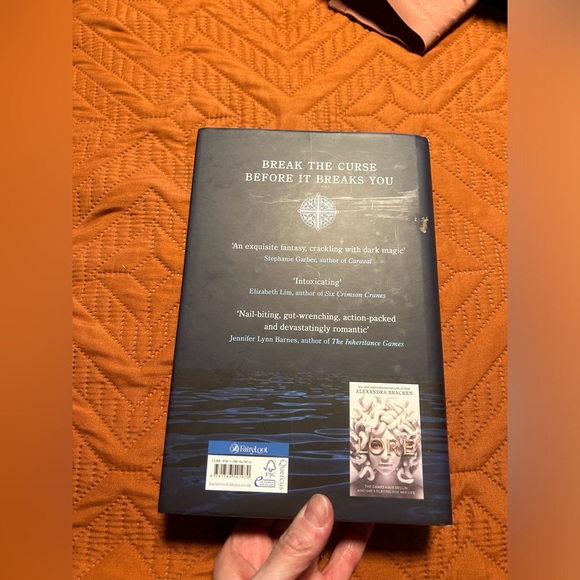 BREAK THE CURSE
BEFORE IT BREAKS YOU
‘An exquisite fantasy, crackling with dark magic’
Stephanie Garber, author of Caraval
‘Intoxicating’
Elizabeth Lim, author of Six Crimson Cranes
‘Nail-biting, gut-wrenching, action-packed
and devastatingly romantic’
Jennifer Lynn Barnes, author of The Inheritance Games
ALEXANDRA BRACKEN
LORE
FairyLoot
FSC
Quercus